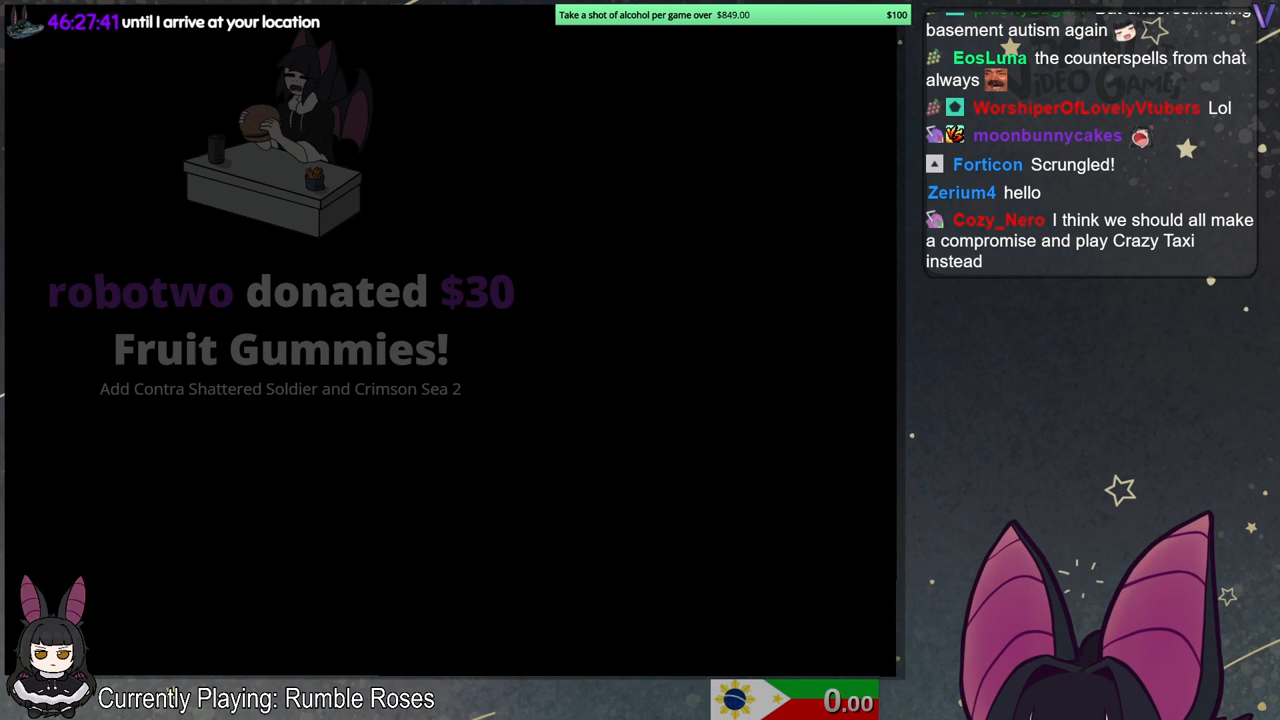 46:27:41 until I arrive at your location
Take a shot of alcohol per game over $849.00 $100
robotwo donated $30
Fruit Gummies!
Add Contra Shattered Soldier and Crimson Sea 2
basement autism again
EosLuna the counterspells from chat
always
WorshiperOfLovelyVtubers Lol
moonbunnycakes
Forticon Scrungled!
Zerium4 hello
Cozy_Nero I think we should all make
a compromise and play Crazy Taxi
instead
Currently Playing: Rumble Roses
0.00